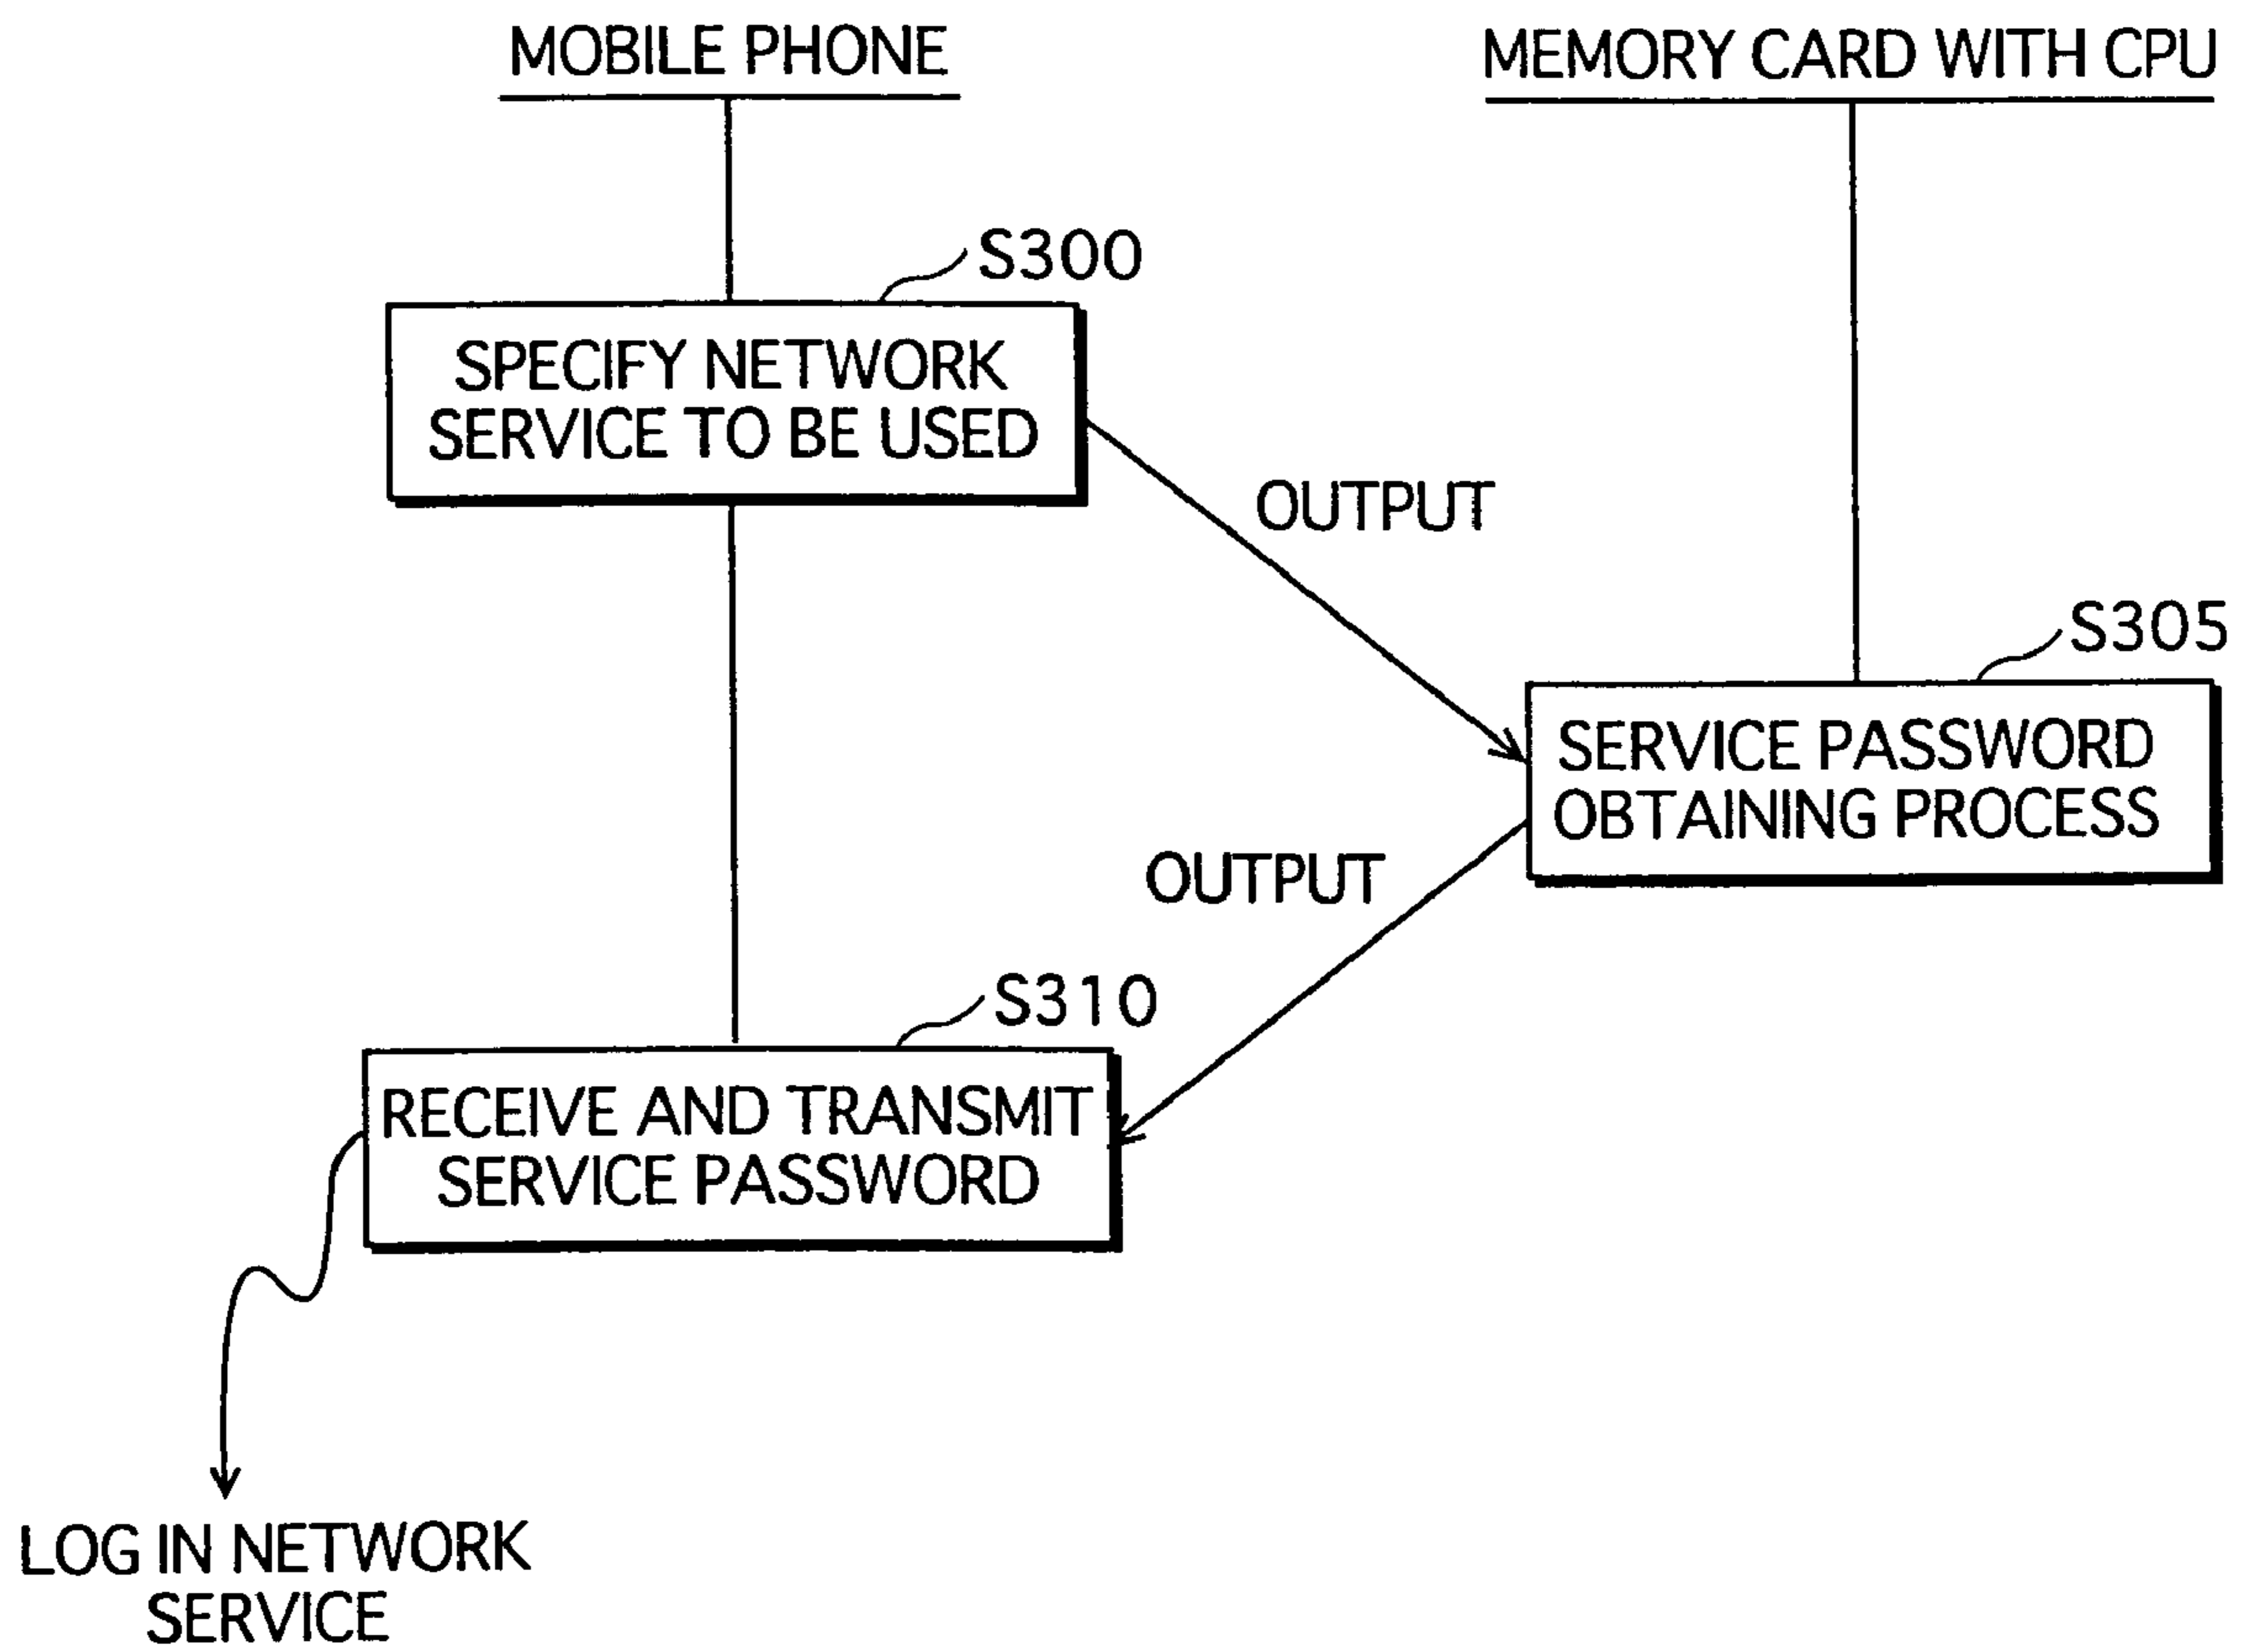 MOBILE PHONE
MEMORY CARD WITH CPU
S300
SPECIFY NETWORK
SERVICE TO BE USED
OUTPUT
S305
SERVICE PASSWORD
OBTAINING PROCESS
OUTPUT
S310
RECEIVE AND TRANSMIT
SERVICE PASSWORD
LOG IN NETWORK
SERVICE